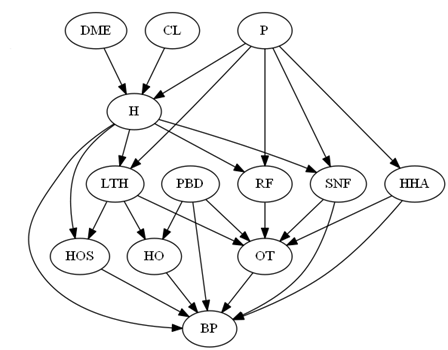 DME CL P
H
LTH PBD RF SNF HHA
HOS HO OT
BP